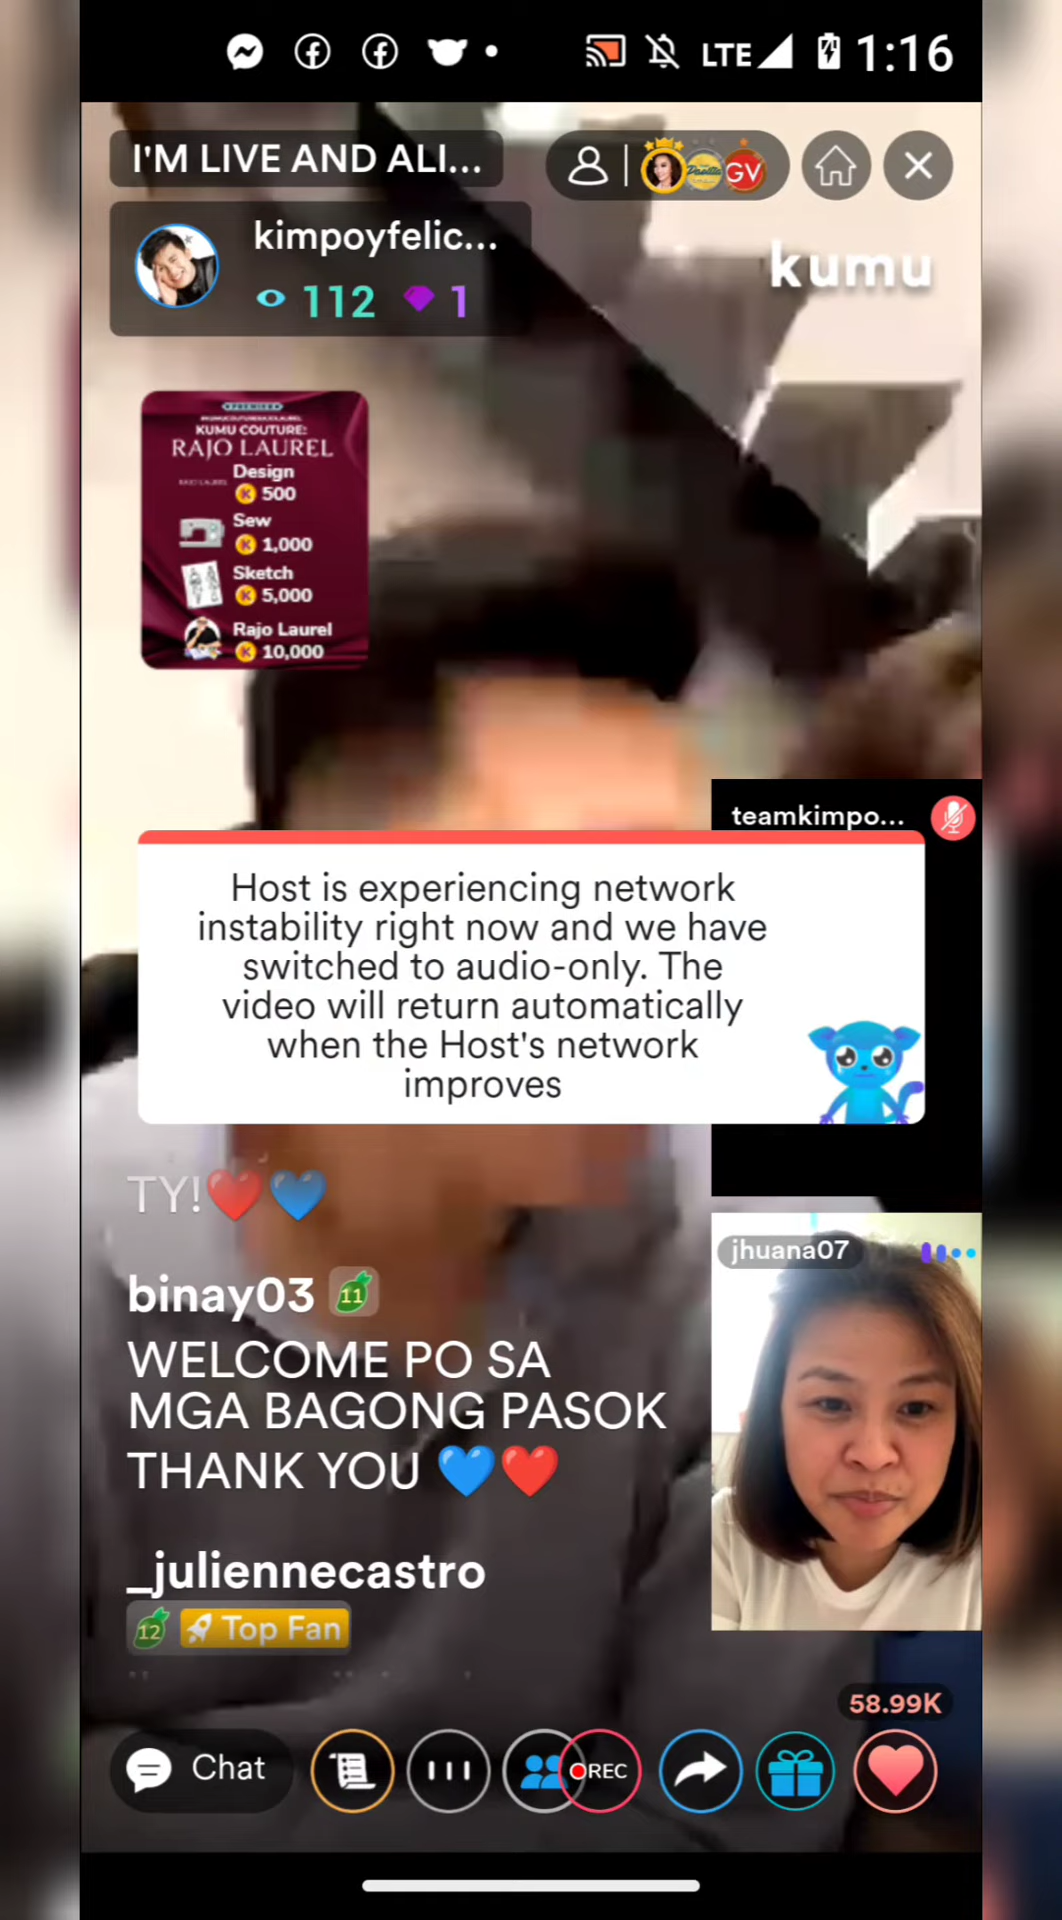 LTE 1:16
I'M LIVE AND ALI...
GV
kimpoyfelic...
112 1
kumu
KUMU COUTURE:
RAJO LAUREL
Design
500
Sew
1,000
Sketch
5,000
Rajo Laurel
10,000
teamkimpo...
Host is experiencing network
instability right now and we have
switched to audio-only. The
video will return automatically
when the Host's network
improves
TY!❤️💙
jhuana07
binay03 11
WELCOME PO SA
MGA BAGONG PASOK
THANK YOU 💙❤️
_juliennecastro
12 Top Fan
58.99K
Chat
REC